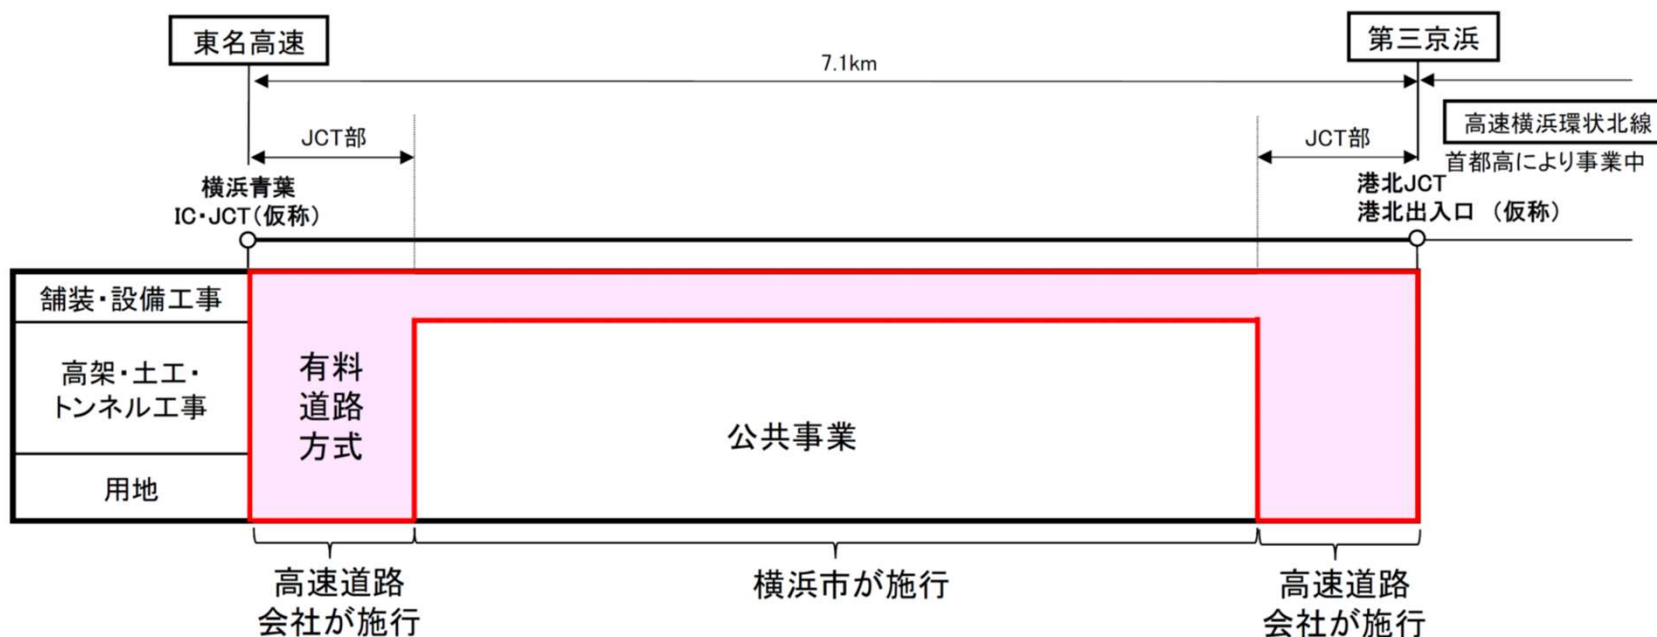 東名高速
第三京浜
7.1km
JCT部
JCT部
高速横浜環状北線
首都高により事業中
横浜青葉
IC・JCT(仮称)
港北JCT
港北出入口 (仮称)
舗装・設備工事
高架・土工・
トンネル工事
用地
有料
道路
方式
公共事業
高速道路
会社が施行
横浜市が施行
高速道路
会社が施行